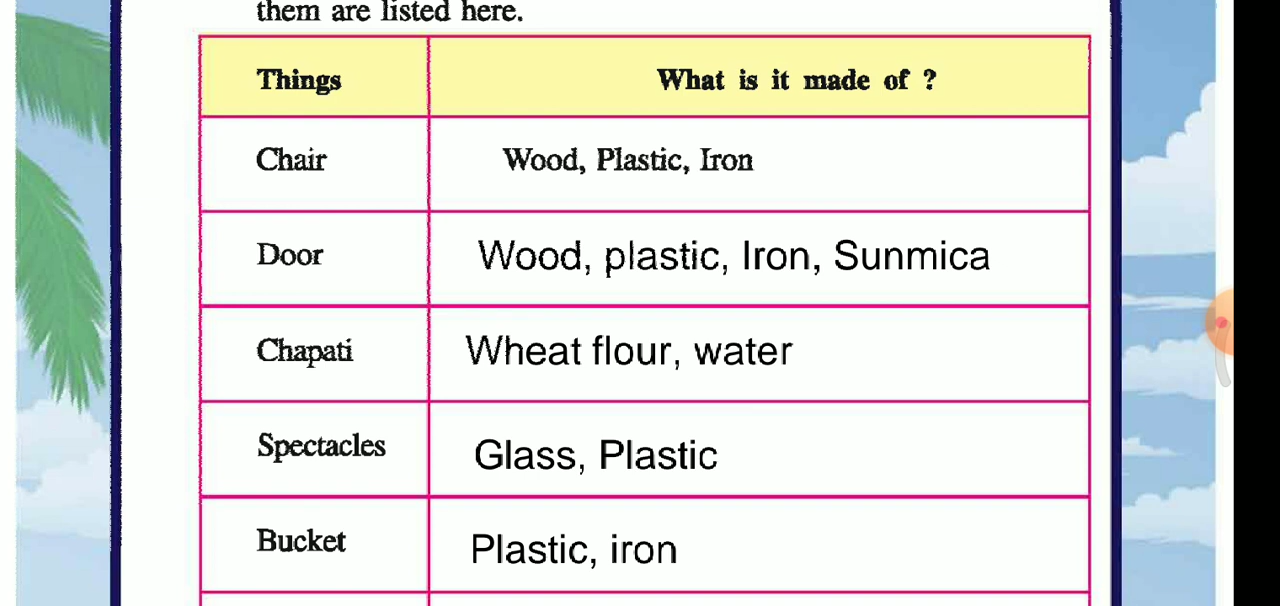 them are listed here.
Things What is it made of ?
Chair Wood, Plastic, Iron
Door Wood, plastic, Iron, Sunmica
Chapati Wheat flour, water
Spectacles Glass, Plastic
Bucket Plastic, iron